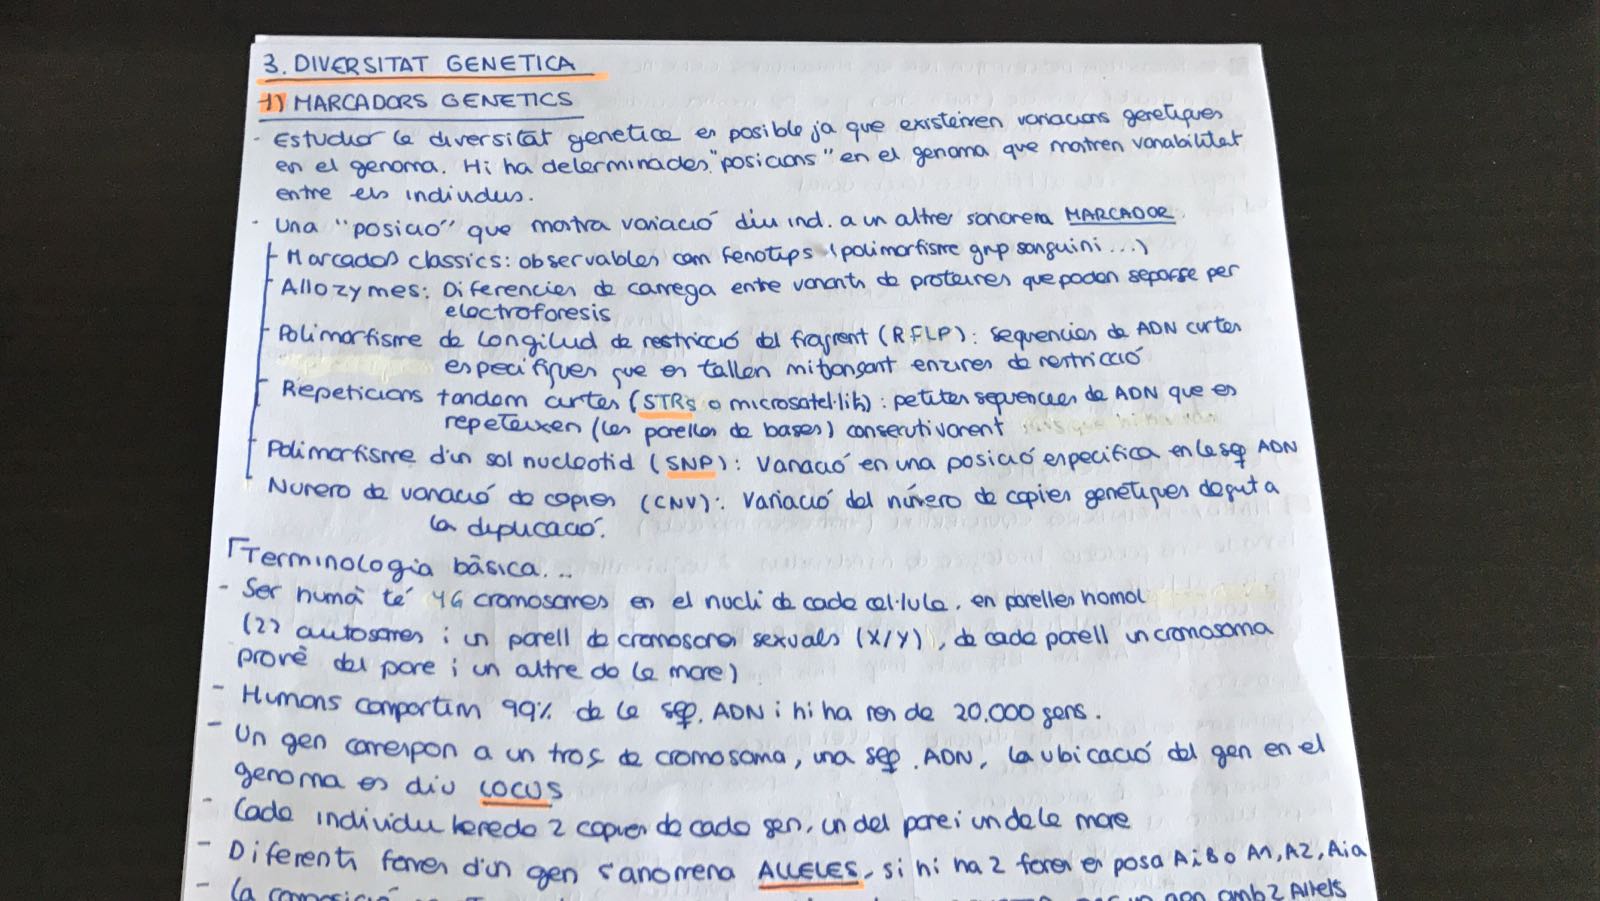 3. DIVERSITAT GENETICA
1) MARCADORS GENETICS
- Estudiar la diversitat genetica es posible ja que existeixen variacions genetiques
en el genoma. Hi ha determinades "posicions" en el genoma que mostren variabilitat
entre els individus.
- Una "posició" que mostra variació d'un ind. a un altre s'anomena MARCADOR
Marcados classics: observables com fenotips (polimorfisme grup sanguini ...)
Allozymes: Diferencies de carrega entre variants de proteines que poden separse per
electroforesis
Polimorfisme de Longitud de restricció del fragment (RFLP): sequencies de ADN curtes
especifiques que es tallen mitjonsant enzimes de restricció
Repeticions tandem curtes (STRs o microsatel·lits): petites sequencies de ADN que es
repeteixen (les parelles de bases) consecutivament
Polimorfisme d'un sol nucleotid (SNP): Variació en una posició especifica en la seq ADN
Numero de variació de copies (CNV): Variació del número de copies genetiques degut a
la duplicació.
Terminologia bàsica...
- Ser humà té 46 cromosomes en el nucli de cada cel·lula, en parelles homol
(22 autosomes i un parell de cromosomes sexuals (X/Y), de cada parell un cromosoma
provè del pare i un altre de la mare)
- Humans compartim 99% de la seq. ADN i hi ha mes de 20.000 gens.
- Un gen correspon a un tros de cromosoma, una seq. ADN, la ubicació del gen en el
genoma es diu LOCUS
- Cada individu hereda 2 copies de cada gen, un del pare i un de la mare
- Diferents formes d'un gen s'anomena ALLELES, si hi ha 2 formes es posa A i B o A1, A2, A i a
- la composició un gen amb 2 Allels